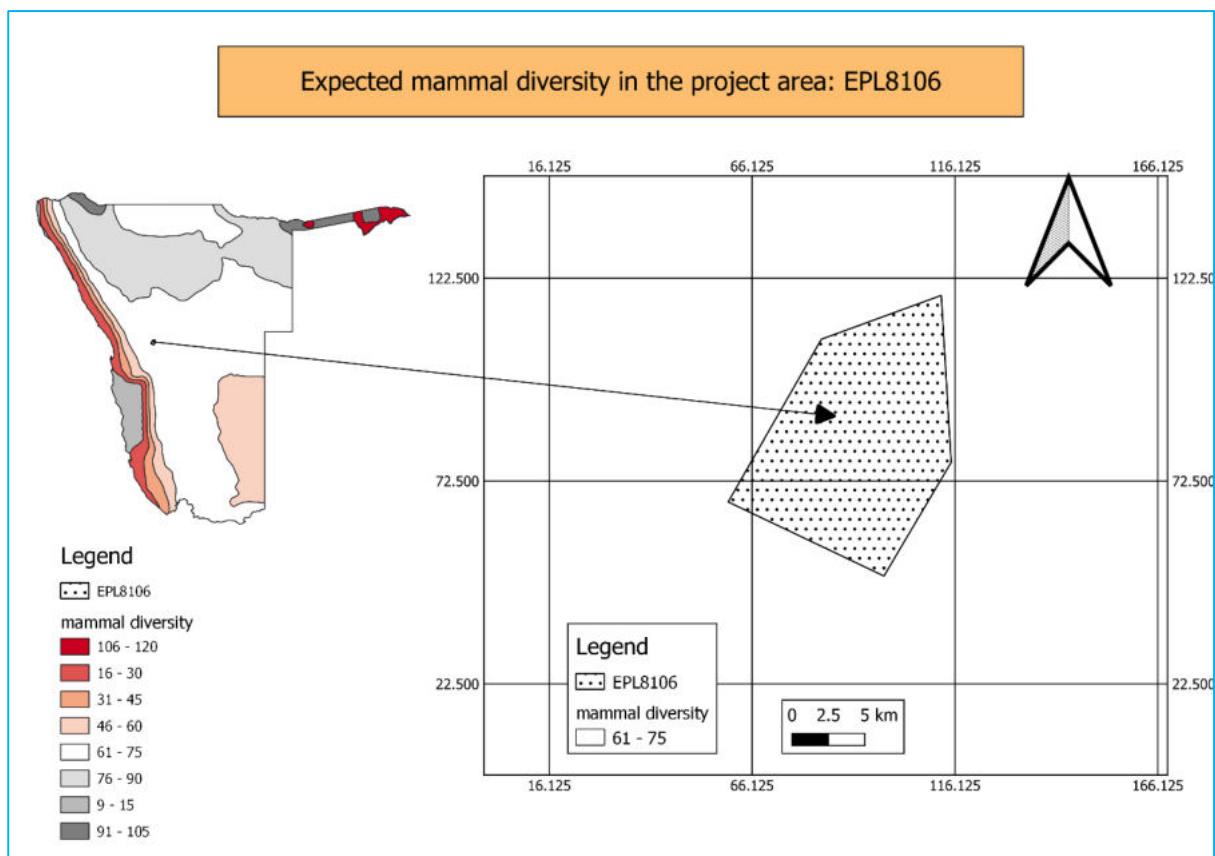 Expected mammal diversity in the project area: EPL8106
16.125 66.125 116.125 166.125
122.500 122.500
72.500 72.500
22.500 22.500
16.125 66.125 116.125 166.125
Legend
EPL8106
mammal diversity
106 - 120
16 - 30
31 - 45
46 - 60
61 - 75
76 - 90
9 - 15
91 - 105
Legend
EPL8106
mammal diversity
61 - 75
0 2.5 5 km